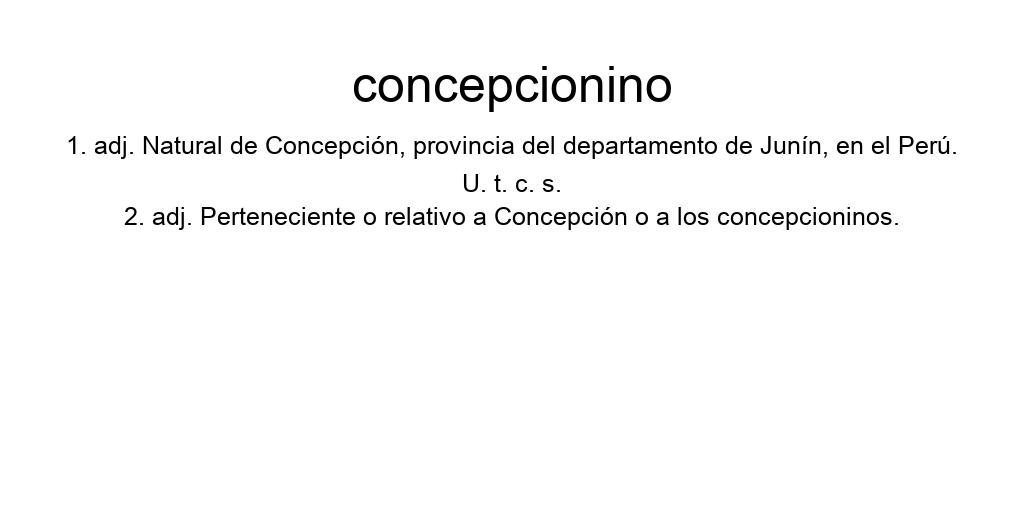 concepcionino
1. adj. Natural de Concepción, provincia del departamento de Junín, en el Perú.
U. t. c. s.
2. adj. Perteneciente o relativo a Concepción o a los concepcioninos.